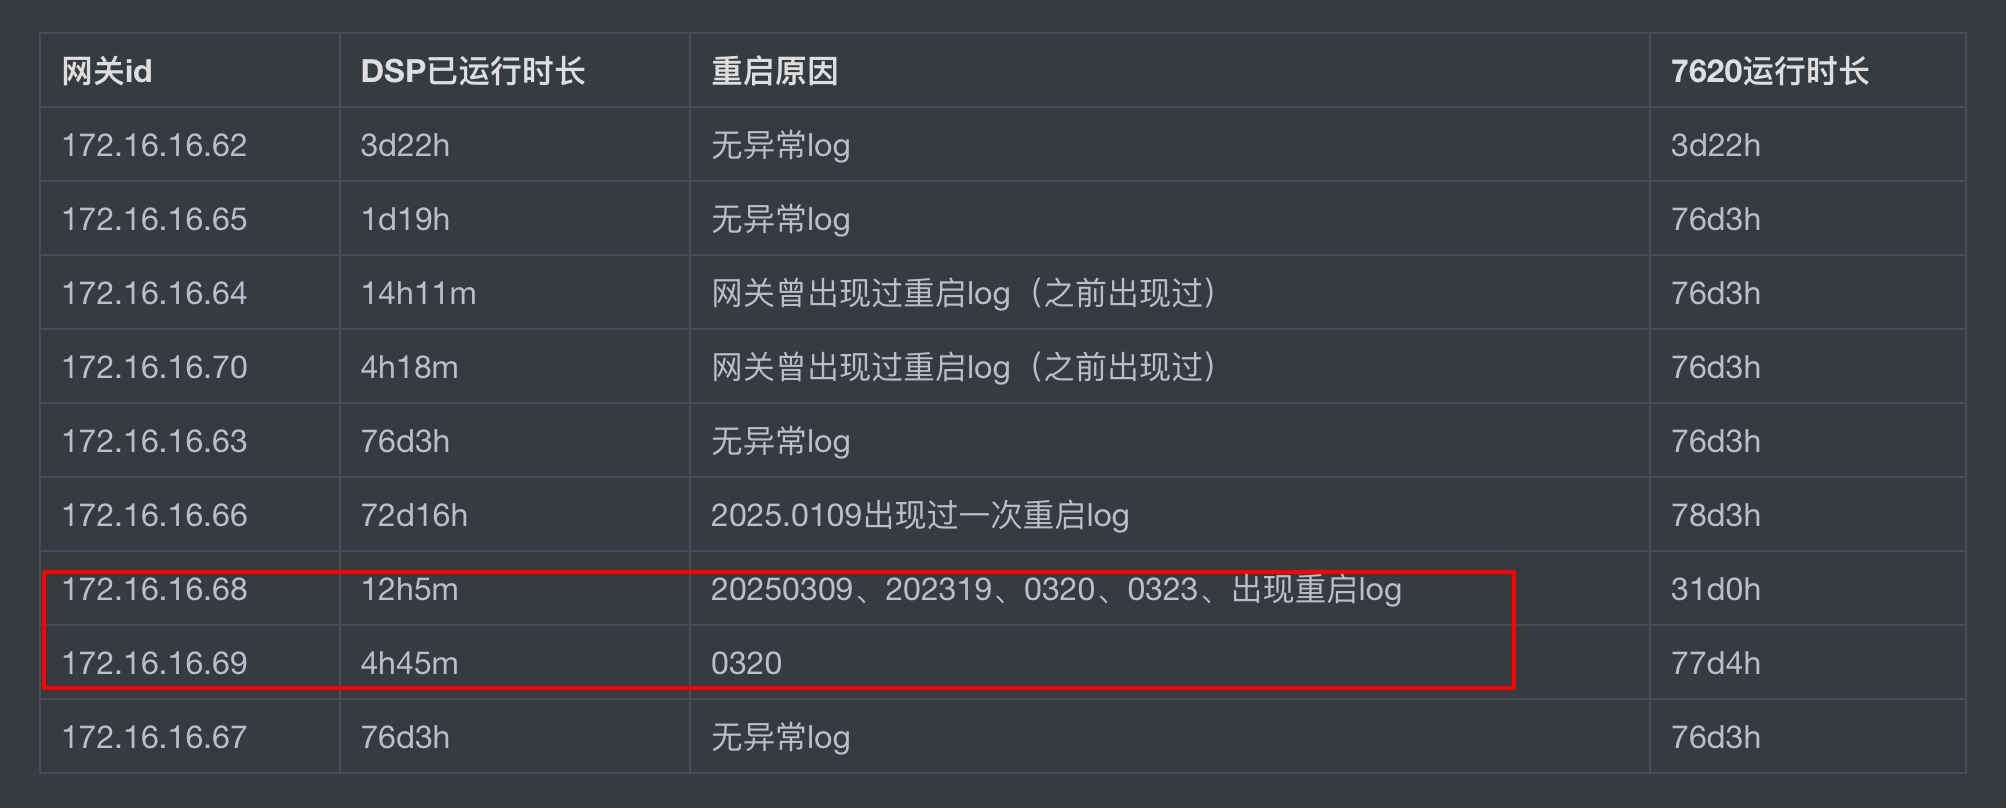 网关id DSP已运行时长 重启原因 7620运行时长
172.16.16.62 3d22h 无异常log 3d22h
172.16.16.65 1d19h 无异常log 76d3h
172.16.16.64 14h11m 网关曾出现过重启log（之前出现过） 76d3h
172.16.16.70 4h18m 网关曾出现过重启log（之前出现过） 76d3h
172.16.16.63 76d3h 无异常log 76d3h
172.16.16.66 72d16h 2025.0109出现过一次重启log 78d3h
172.16.16.68 12h5m 20250309、202319、0320、0323、出现重启log 31d0h
172.16.16.69 4h45m 0320 77d4h
172.16.16.67 76d3h 无异常log 76d3h